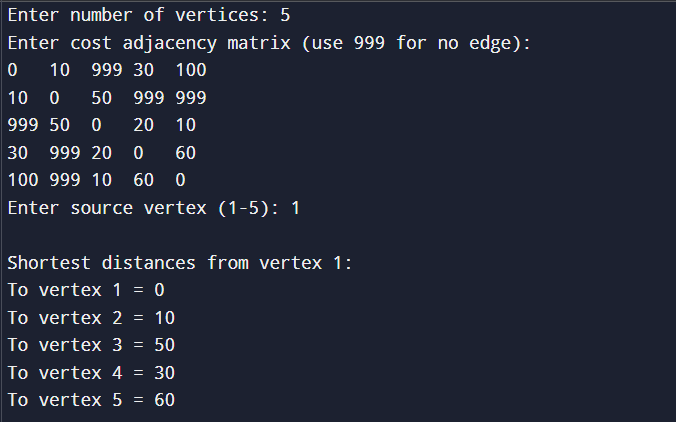 Enter number of vertices: 5
Enter cost adjacency matrix (use 999 for no edge):
0   10  999 30  100
10  0   50  999 999
999 50  0   20  10
30  999 20  0   60
100 999 10  60  0
Enter source vertex (1-5): 1

Shortest distances from vertex 1:
To vertex 1 = 0
To vertex 2 = 10
To vertex 3 = 50
To vertex 4 = 30
To vertex 5 = 60